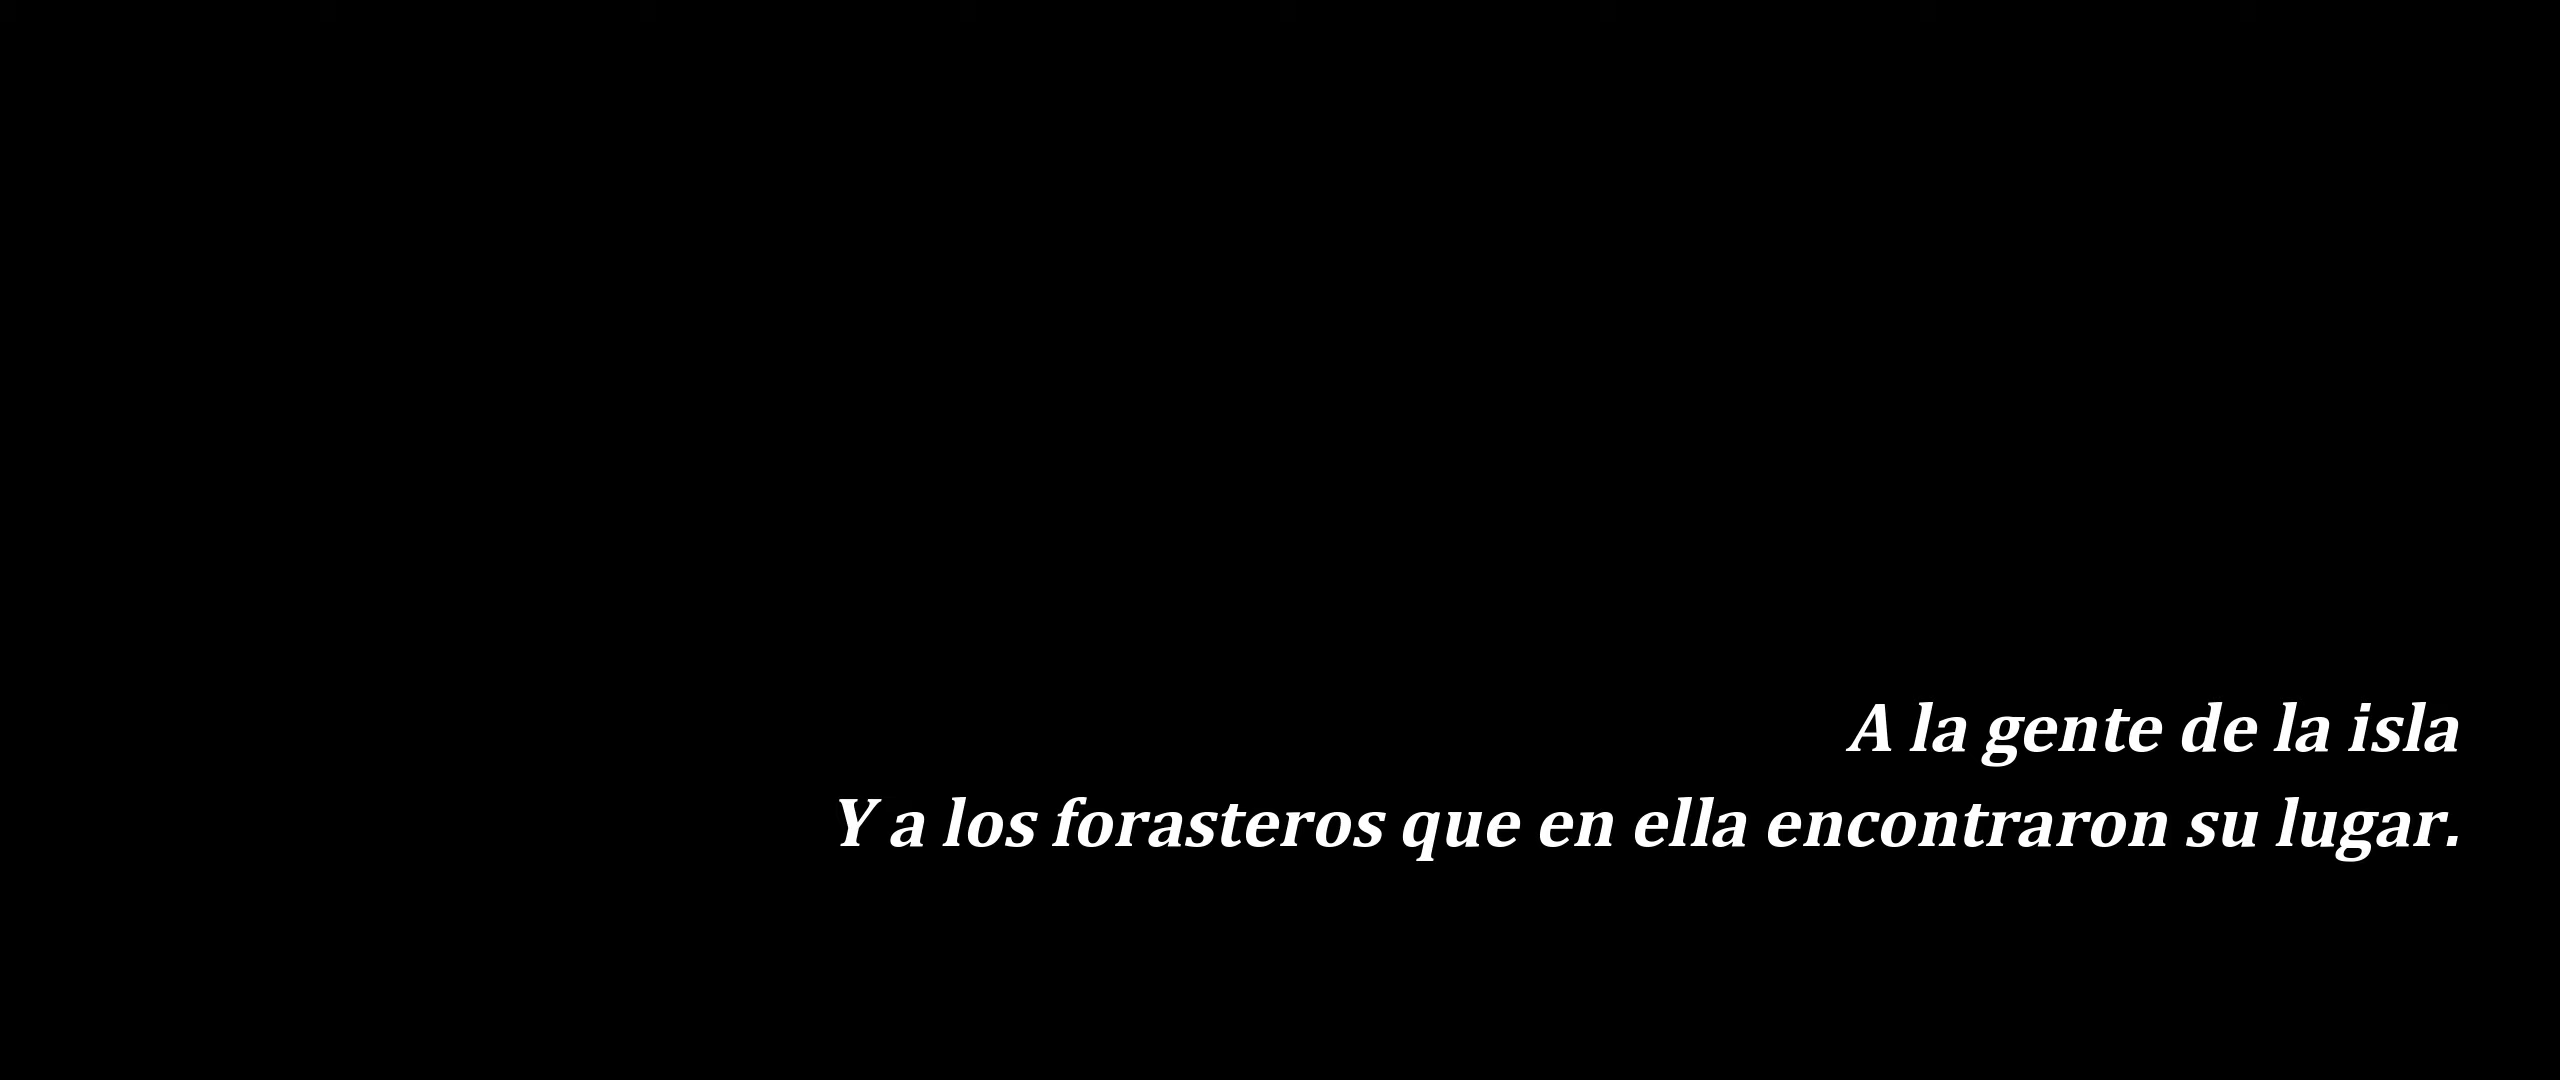 A la gente de la isla
Y a los forasteros que en ella encontraron su lugar.